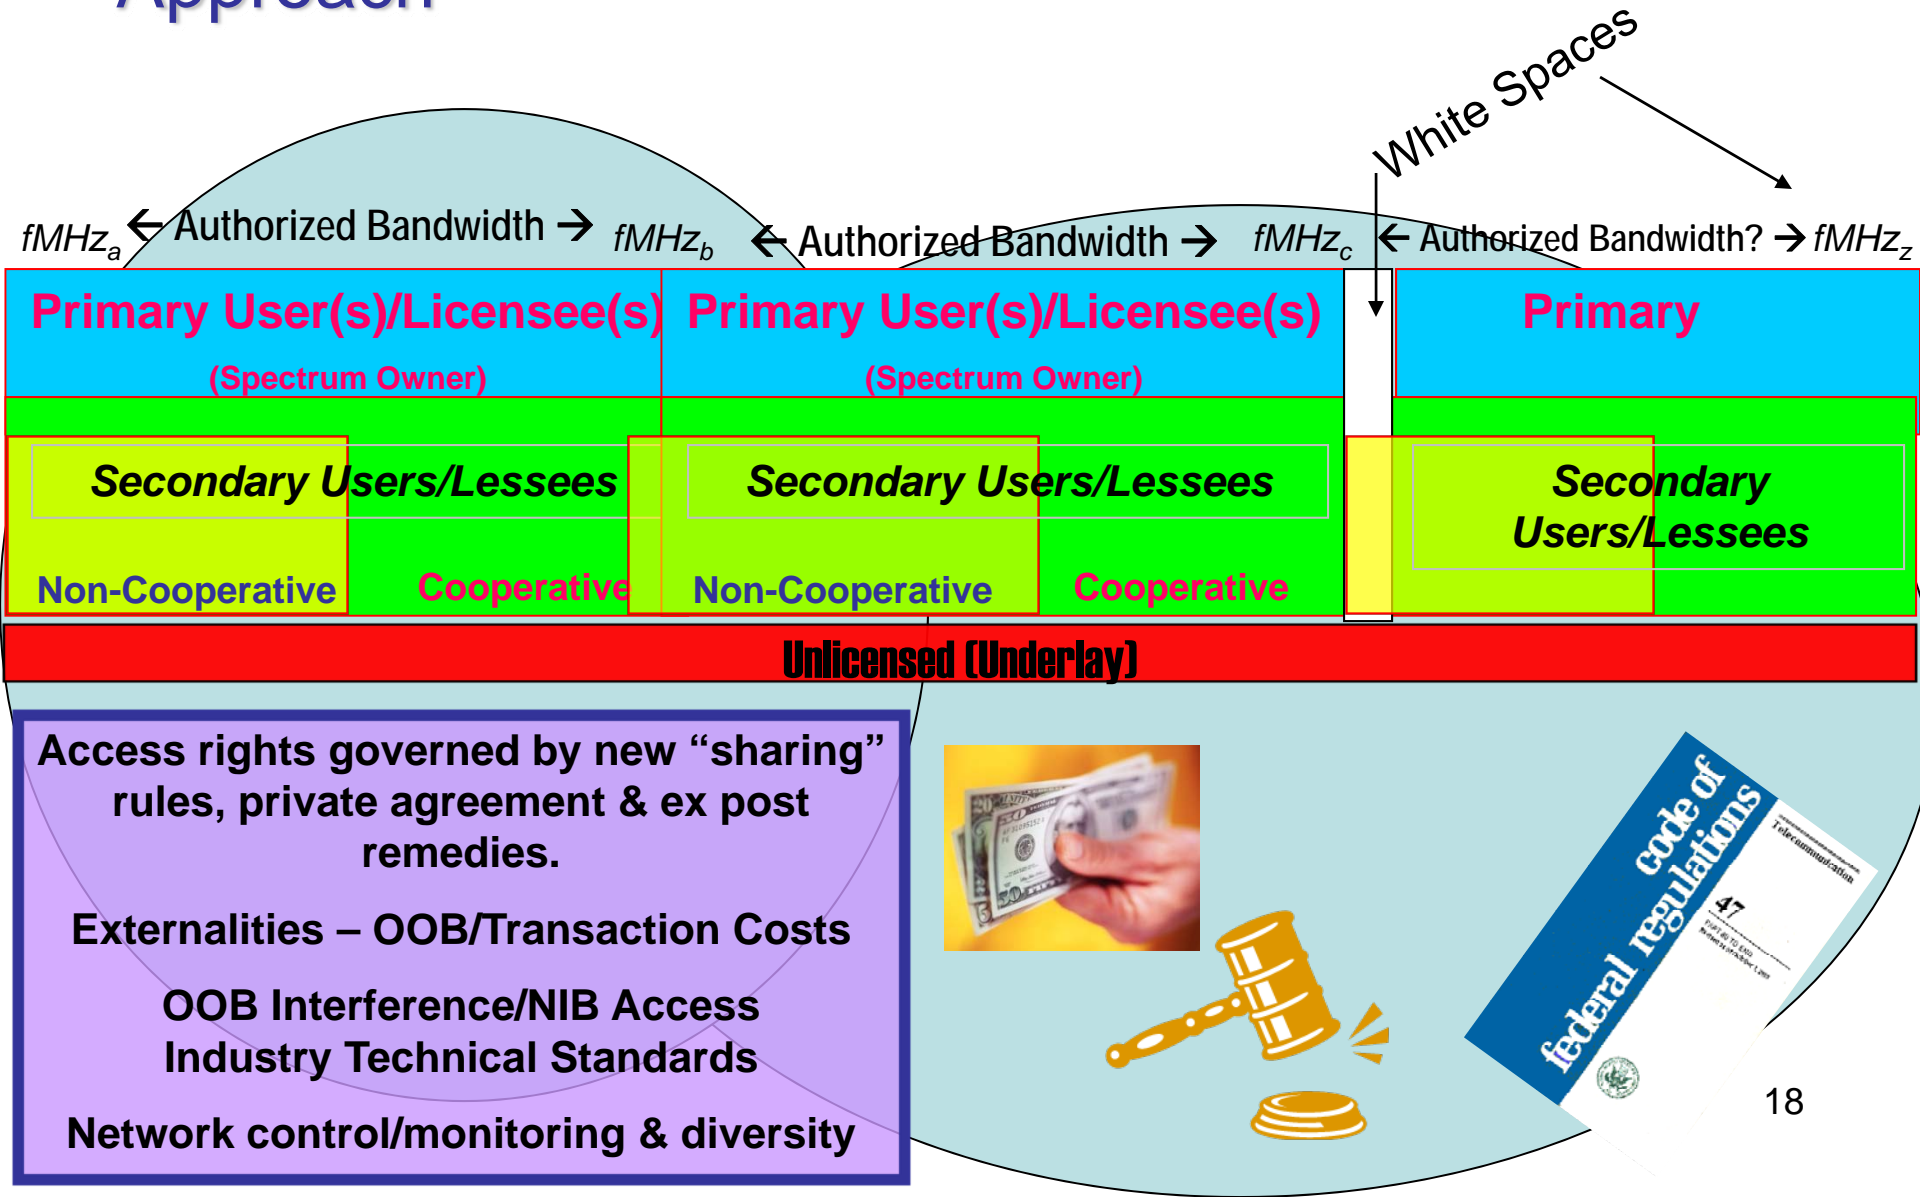 Approach
White Spaces
fMHza ← Authorized Bandwidth → fMHzb ← Authorized Bandwidth → fMHzc ← Authorized Bandwidth? → fMHzz
Primary User(s)/Licensee(s) Primary User(s)/Licensee(s) Primary
(Spectrum Owner) (Spectrum Owner)
Secondary Users/Lessees Secondary Users/Lessees Secondary
Users/Lessees
Non-Cooperative Cooperative Non-Cooperative Cooperative
Unlicensed (Underlay)
Access rights governed by new “sharing”
rules, private agreement & ex post
remedies.
Externalities – OOB/Transaction Costs
OOB Interference/NIB Access
Industry Technical Standards
Network control/monitoring & diversity
code of
federal regulations
Telecommunication
47
18